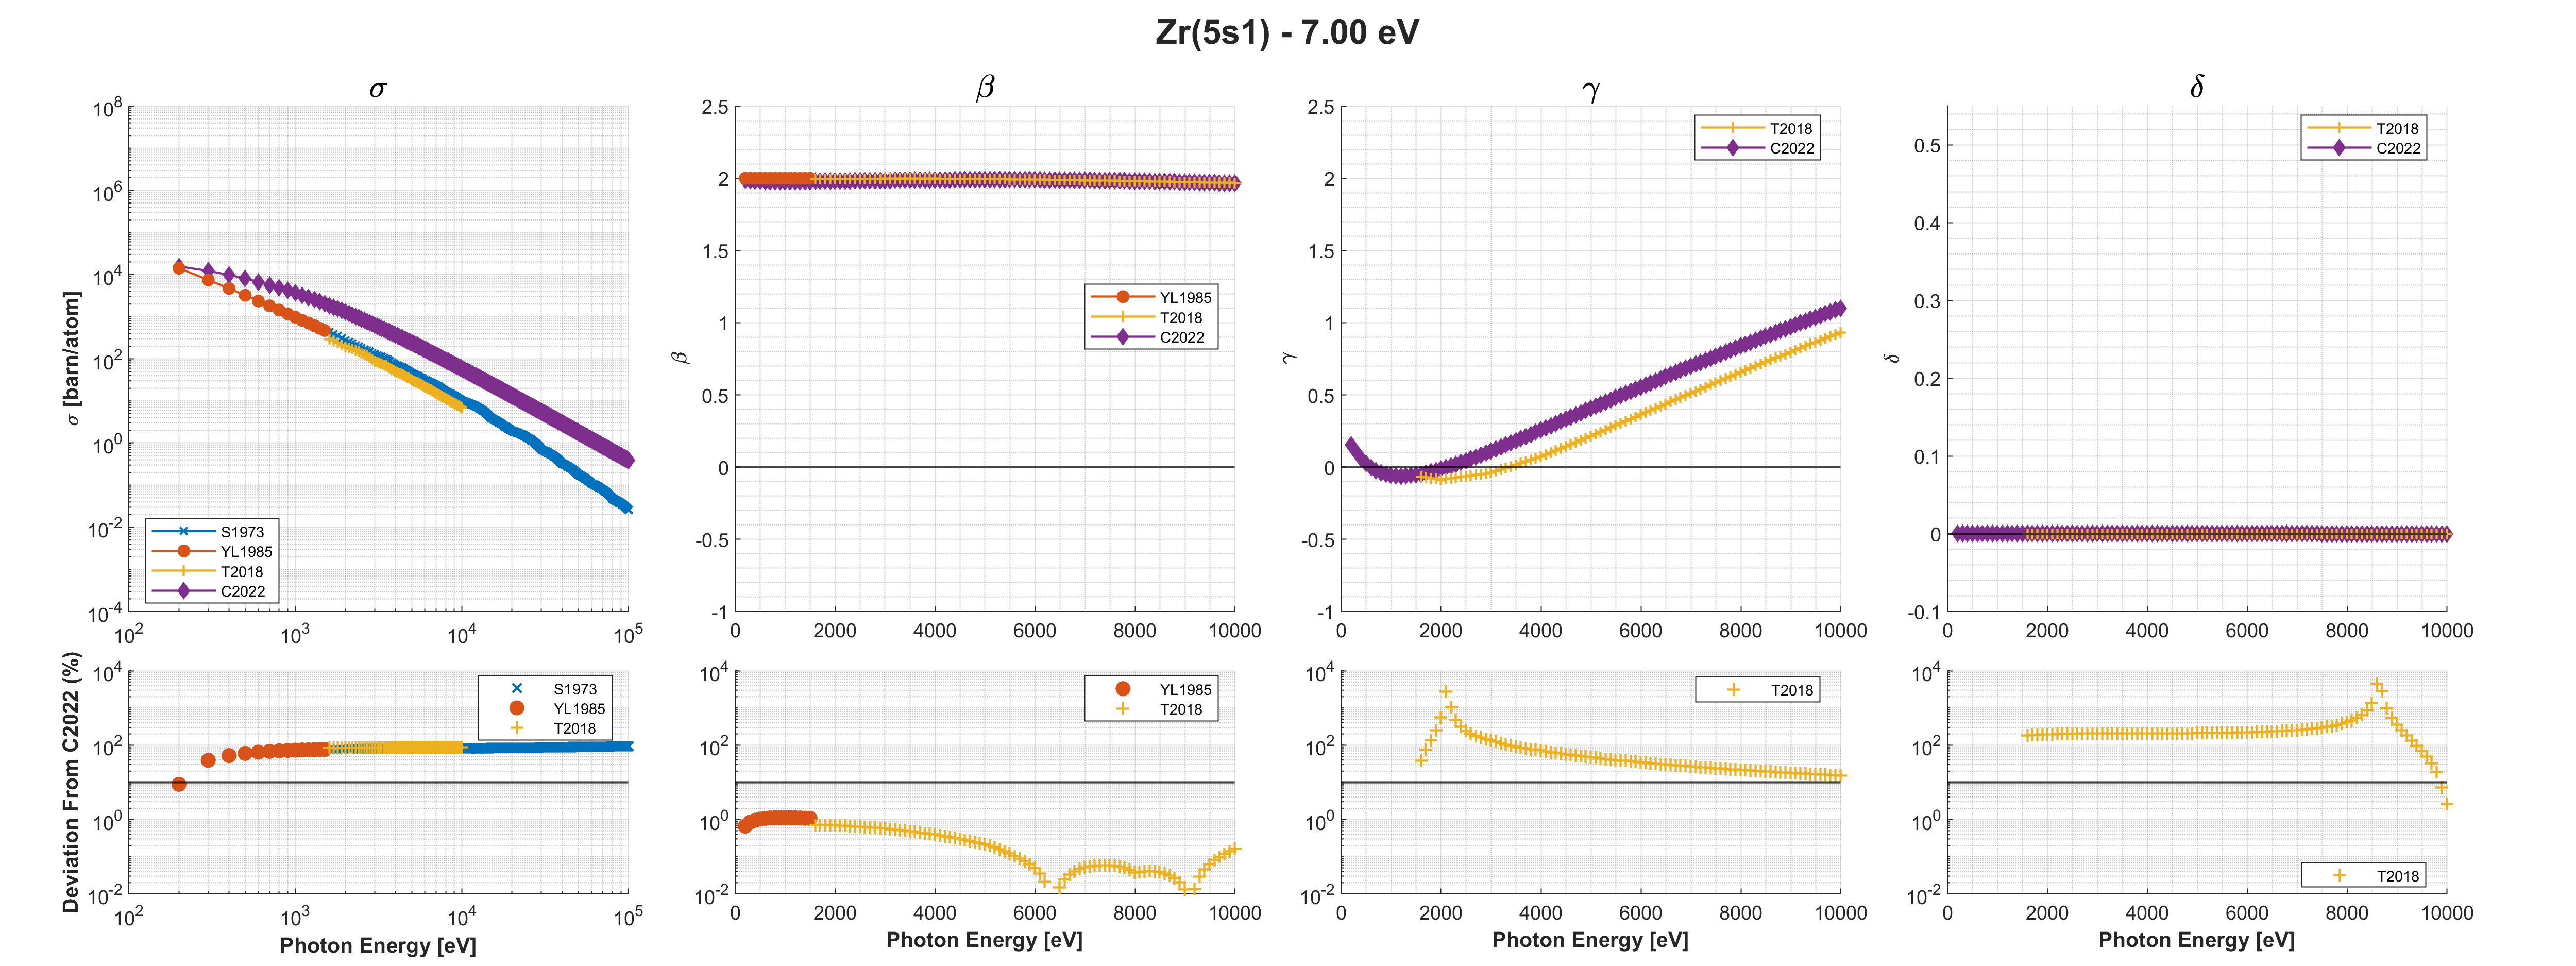 Zr(5s1) - 7.00 eV
σ
σ [barn/atom]
10^8
10^6
10^4
10^2
10^0
10^-2
10^-4
10^2
10^3
10^4
10^5
S1973
YL1985
T2018
C2022
β
β
2.5
2
1.5
1
0.5
0
-0.5
-1
0
2000
4000
6000
8000
10000
YL1985
T2018
C2022
γ
γ
2.5
2
1.5
1
0.5
0
-0.5
-1
0
2000
4000
6000
8000
10000
T2018
C2022
δ
δ
0.5
0.4
0.3
0.2
0.1
0
-0.1
0
2000
4000
6000
8000
10000
T2018
C2022
Deviation From C2022 (%)
10^4
10^2
10^0
10^-2
10^2
10^3
10^4
10^5
Photon Energy [eV]
S1973
YL1985
T2018
10^4
10^2
10^0
10^-2
0
2000
4000
6000
8000
10000
Photon Energy [eV]
YL1985
T2018
10^4
10^2
10^0
10^-2
0
2000
4000
6000
8000
10000
Photon Energy [eV]
T2018
10^4
10^2
10^0
10^-2
0
2000
4000
6000
8000
10000
Photon Energy [eV]
T2018